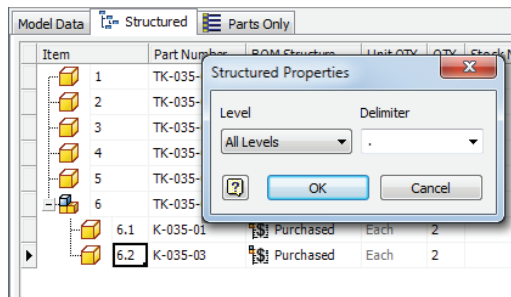 Model Data Structured Parts Only
Item Part Number BOM Structure Unit QTY QTY Stock N
Structured Properties
1 TK-035-
2 TK-035-
Level Delimiter
3 TK-035-
All Levels .
4 TK-035-
5 TK-035-
OK Cancel
6 TK-035-
6.1 K-035-01 Purchased Each 2
6.2 K-035-03 Purchased Each 2